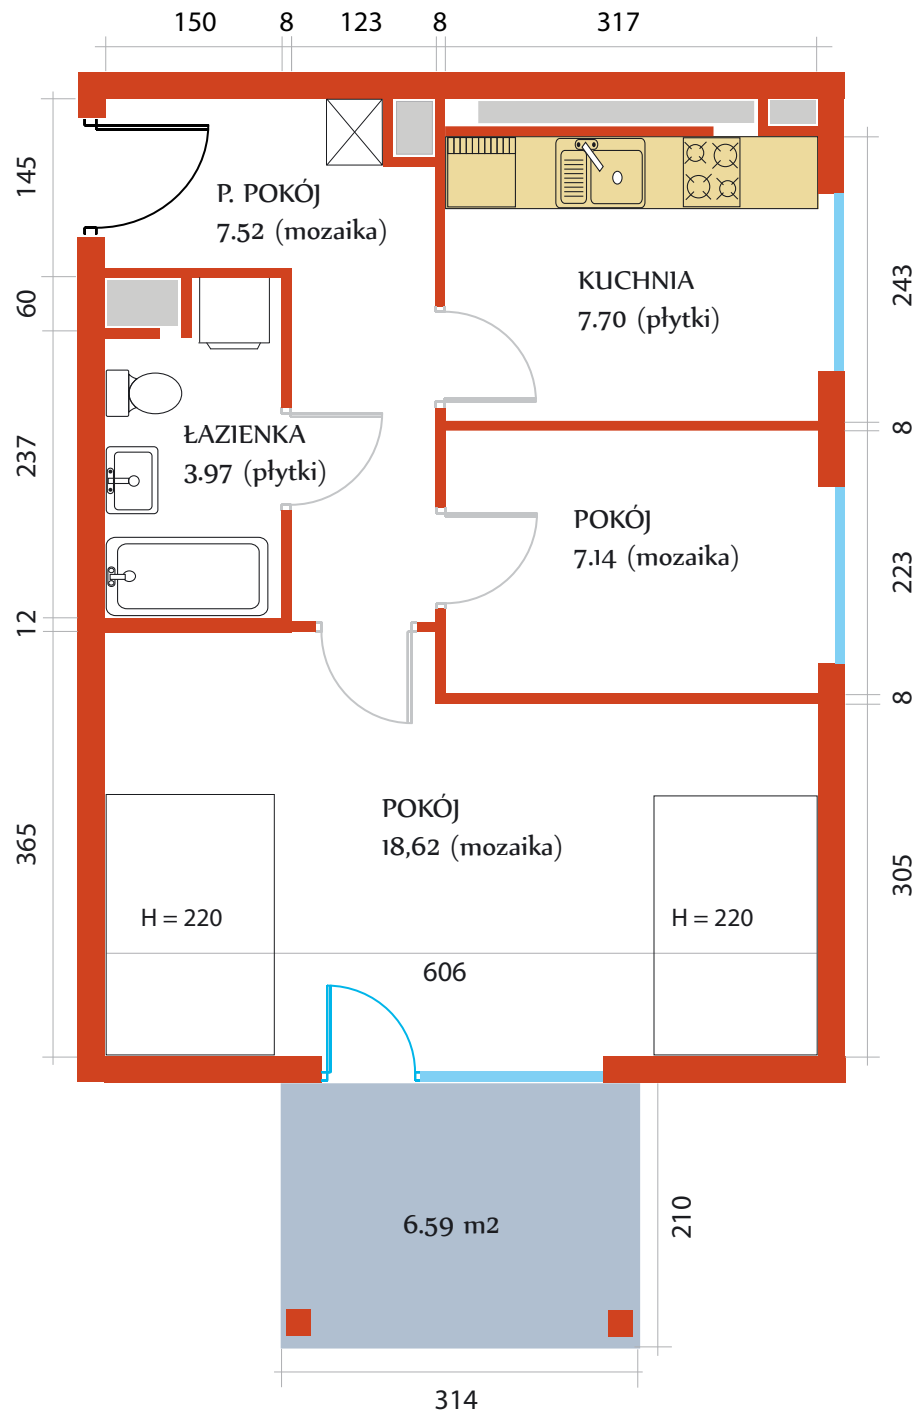 150
8
123
8
317
145
P. POKÓJ
7.52 (mozaika)
60
KUCHNIA
7.70 (płytki)
243
237
ŁAZIENKA
3.97 (płytki)
8
POKÓJ
7.14 (mozaika)
223
12
8
365
POKÓJ
18,62 (mozaika)
305
H = 220
H = 220
606
6.59 m2
210
314